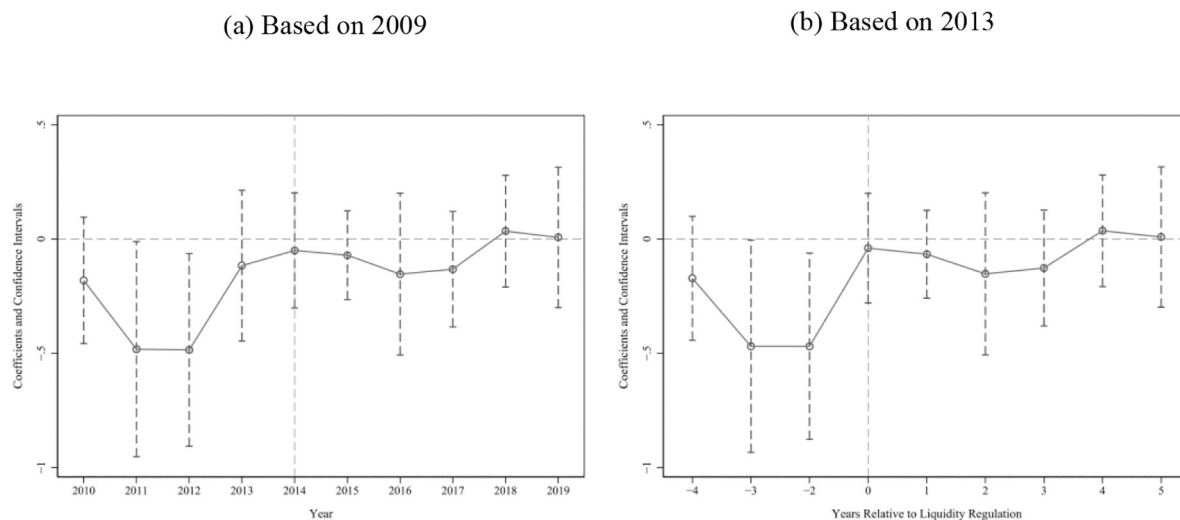 (a) Based on 2009
(b) Based on 2013
Coefficients and Confidence Intervals
.5
0
-.5
-1
2010 2011 2012 2013 2014 2015 2016 2017 2018 2019
Year
Coefficients and Confidence Intervals
.5
0
-.5
-1
-4 -3 -2 0 1 2 3 4 5
Years Relative to Liquidity Regulation